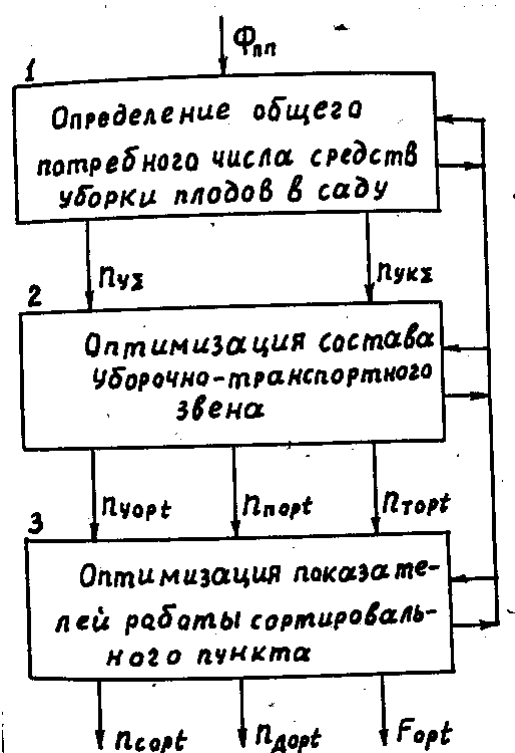 Фпп
1
Определение общего
потребного числа средств
уборки плодов в саду
nуΣ nукΣ
2
Оптимизация состава
уборочно-транспортного
звена
nуopt nпopt nтopt
3
Оптимизация показате-
лей работы сортироваль-
ного пункта
nсopt nдopt Fopt